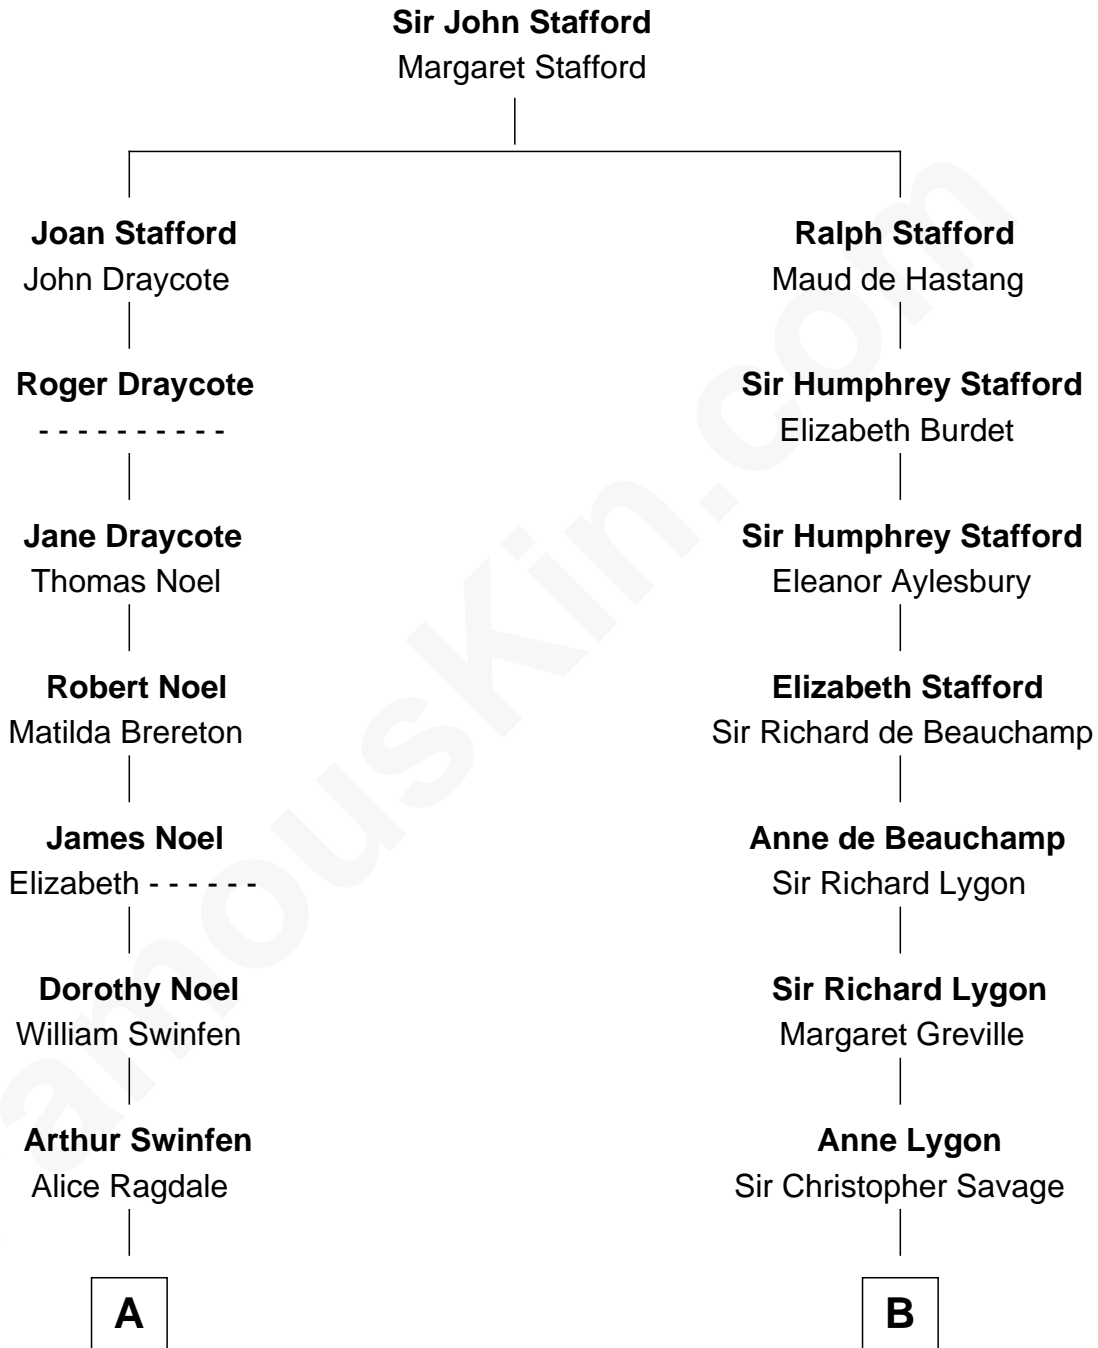 Sir John Stafford
Margaret Stafford
Joan Stafford
John Draycote
Ralph Stafford
Maud de Hastang
Roger Draycote
- - - - - - - - - -
Sir Humphrey Stafford
Elizabeth Burdet
Jane Draycote
Thomas Noel
Sir Humphrey Stafford
Eleanor Aylesbury
Robert Noel
Matilda Brereton
Elizabeth Stafford
Sir Richard de Beauchamp
James Noel
Elizabeth - - - - - -
Anne de Beauchamp
Sir Richard Lygon
Dorothy Noel
William Swinfen
Sir Richard Lygon
Margaret Greville
Arthur Swinfen
Alice Ragdale
Anne Lygon
Sir Christopher Savage
A
B
amousKin.com